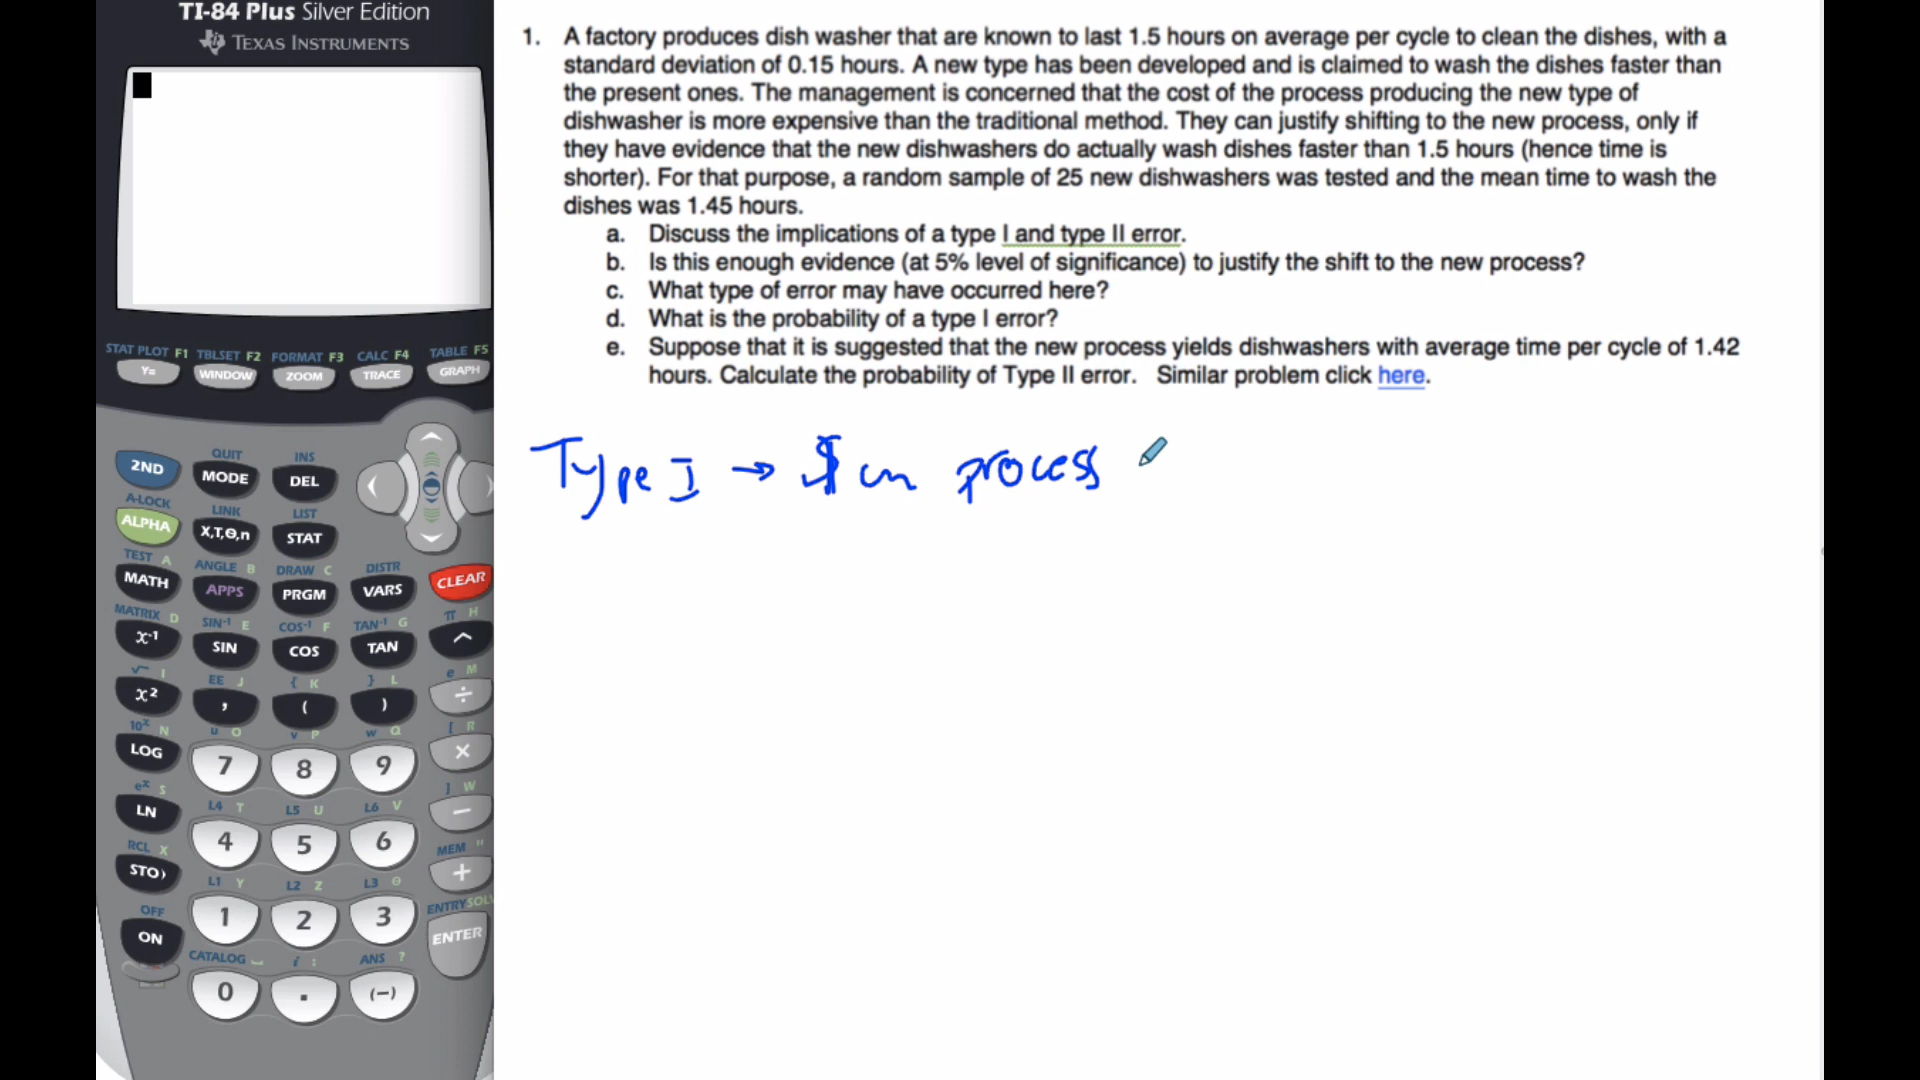 TI-84 Plus Silver Edition
TEXAS INSTRUMENTS
STAT PLOT F1 TBLSET F2 FORMAT F3 CALC F4 TABLE F5
Y= WINDOW ZOOM TRACE GRAPH
QUIT INS
2ND MODE DEL
A-LOCK LINK LIST
ALPHA X,T,Θ,n STAT
TEST A ANGLE B DRAW C DISTR
MATH APPS PRGM VARS CLEAR
MATRIX D SIN-1 E COS-1 F TAN-1 G π H
x-1 SIN COS TAN ^
√ I EE J { K } L e M
x2 , ( ) ÷
10x N u O v P w Q [ R
LOG 7 8 9 ×
ex S L4 T L5 U L6 V ] W
LN 4 5 6 −
RCL X L1 Y L2 Z L3 θ MEM "
STO› 1 2 3 +
OFF CATALOG i : ANS ? ENTRY SOL
ON 0 . (−) ENTER
1. A factory produces dish washer that are known to last 1.5 hours on average per cycle to clean the dishes, with a
standard deviation of 0.15 hours. A new type has been developed and is claimed to wash the dishes faster than
the present ones. The management is concerned that the cost of the process producing the new type of
dishwasher is more expensive than the traditional method. They can justify shifting to the new process, only if
they have evidence that the new dishwashers do actually wash dishes faster than 1.5 hours (hence time is
shorter). For that purpose, a random sample of 25 new dishwashers was tested and the mean time to wash the
dishes was 1.45 hours.
a. Discuss the implications of a type I and type II error.
b. Is this enough evidence (at 5% level of significance) to justify the shift to the new process?
c. What type of error may have occurred here?
d. What is the probability of a type I error?
e. Suppose that it is suggested that the new process yields dishwashers with average time per cycle of 1.42
hours. Calculate the probability of Type II error. Similar problem click here.
Type I → $ on process